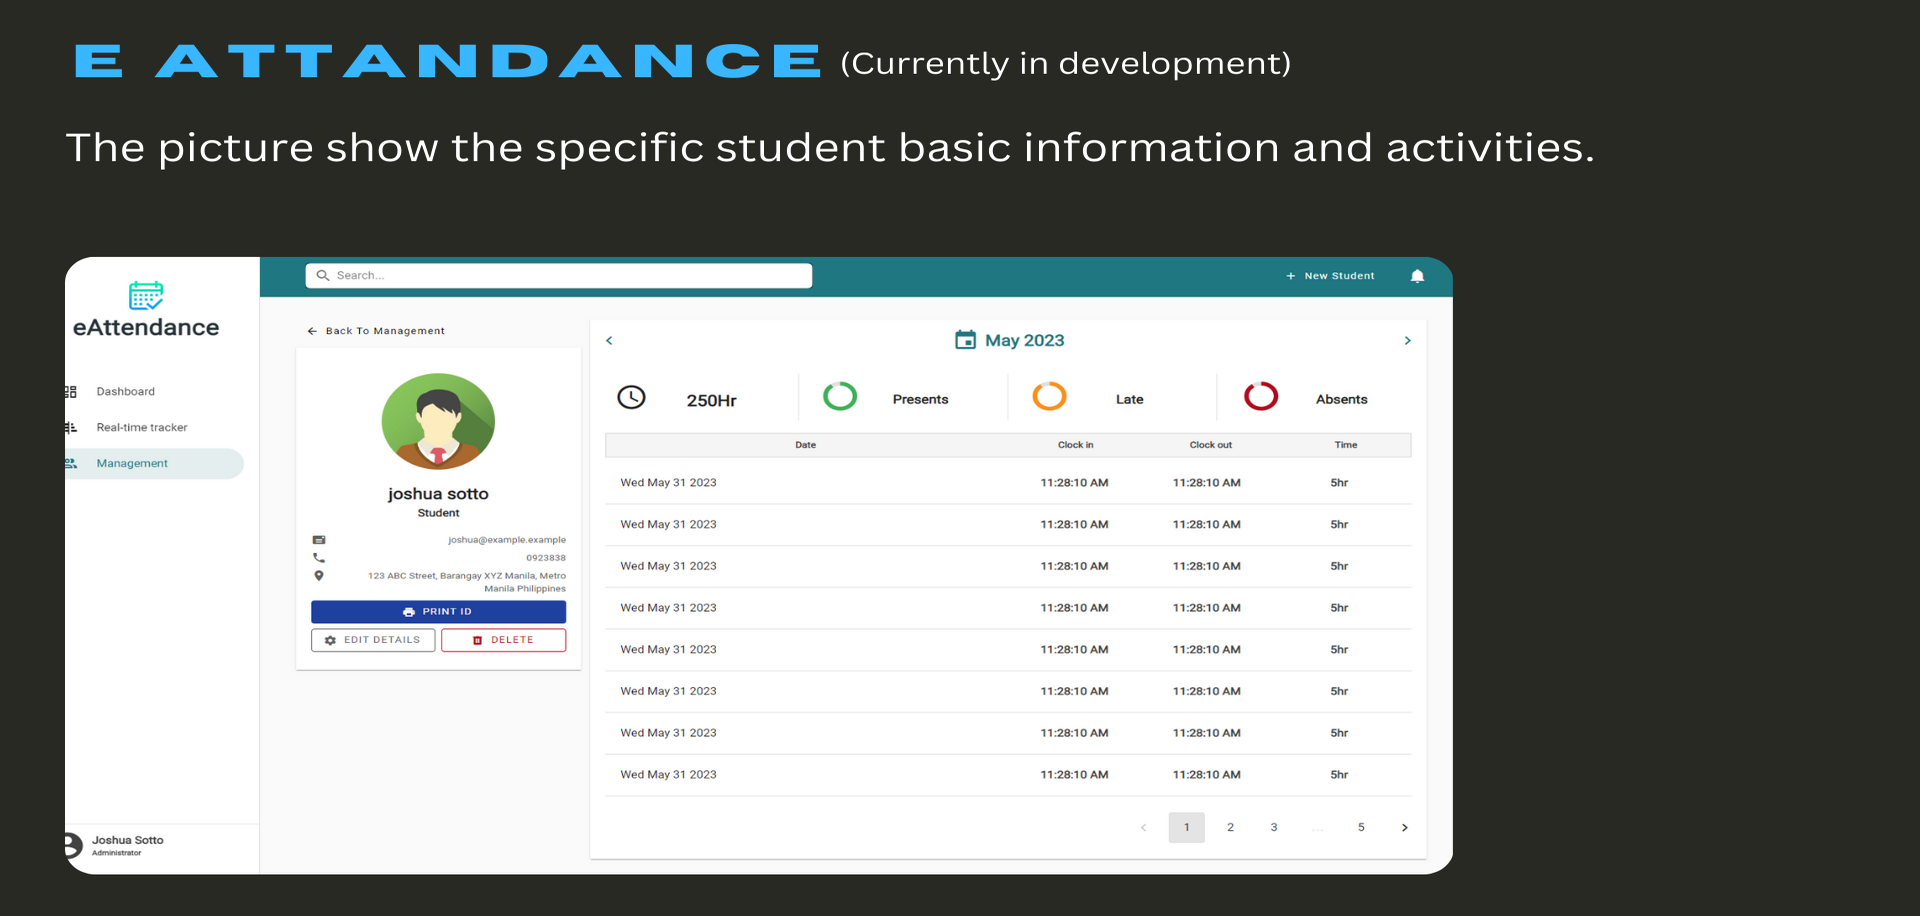 E ATTANDANCE (Currently in development)
The picture show the specific student basic information and activities.
eAttendance
Dashboard
Real-time tracker
Management
Joshua Sotto
Administrator
Search...
+ New Student
← Back To Management
joshua sotto
Student
joshua@example.example
0923838
123 ABC Street, Barangay XYZ Manila, Metro
Manila Philippines
PRINT ID
EDIT DETAILS DELETE
< May 2023 >
250Hr Presents Late Absents
Date Clock in Clock out Time
Wed May 31 2023 11:28:10 AM 11:28:10 AM 5hr
Wed May 31 2023 11:28:10 AM 11:28:10 AM 5hr
Wed May 31 2023 11:28:10 AM 11:28:10 AM 5hr
Wed May 31 2023 11:28:10 AM 11:28:10 AM 5hr
Wed May 31 2023 11:28:10 AM 11:28:10 AM 5hr
Wed May 31 2023 11:28:10 AM 11:28:10 AM 5hr
Wed May 31 2023 11:28:10 AM 11:28:10 AM 5hr
Wed May 31 2023 11:28:10 AM 11:28:10 AM 5hr
< 1 2 3 ... 5 >